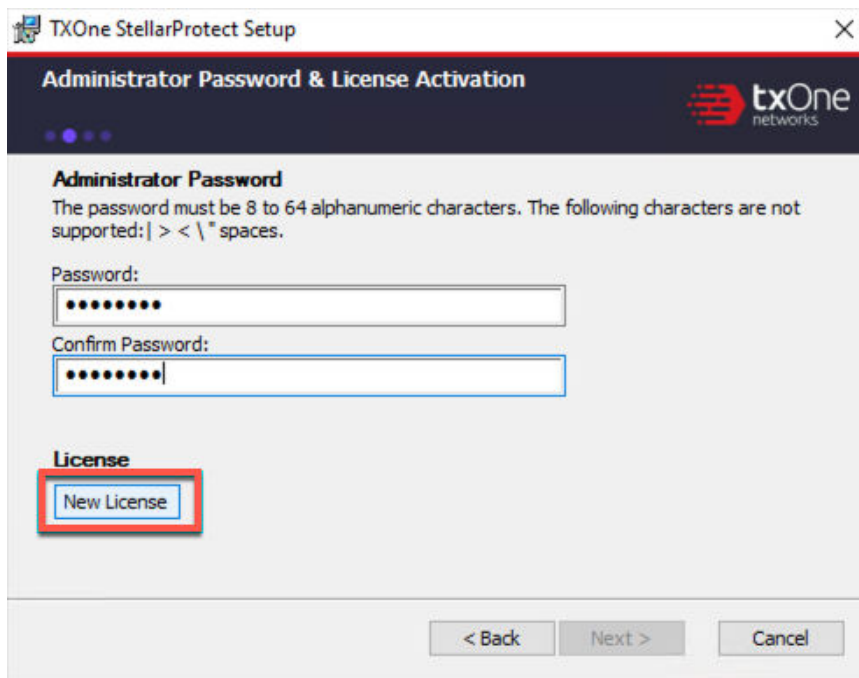 TXOne StellarProtect Setup
Administrator Password & License Activation
txOne
networks
Administrator Password
The password must be 8 to 64 alphanumeric characters. The following characters are not
supported:| > < \ " spaces.
Password:
Confirm Password:
License
New License
< Back
Next >
Cancel